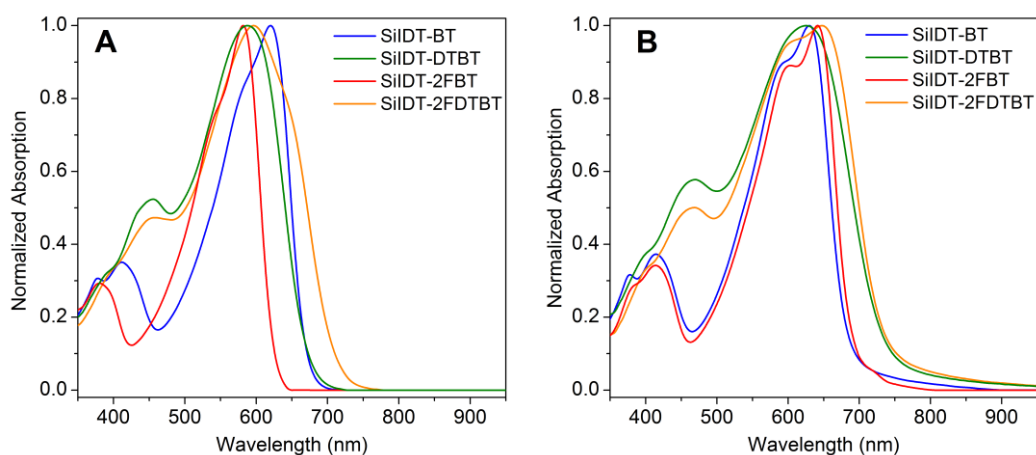 A
SiIDT-BT
SiIDT-DTBT
SiIDT-2FBT
SiIDT-2FDTBT
1.0
0.8
0.6
0.4
0.2
0.0
Normalized Absorption
400 500 600 700 800 900
Wavelength (nm)
B
SiIDT-BT
SiIDT-DTBT
SiIDT-2FBT
SiIDT-2FDTBT
1.0
0.8
0.6
0.4
0.2
0.0
Normalized Absorption
400 500 600 700 800 900
Wavelength (nm)